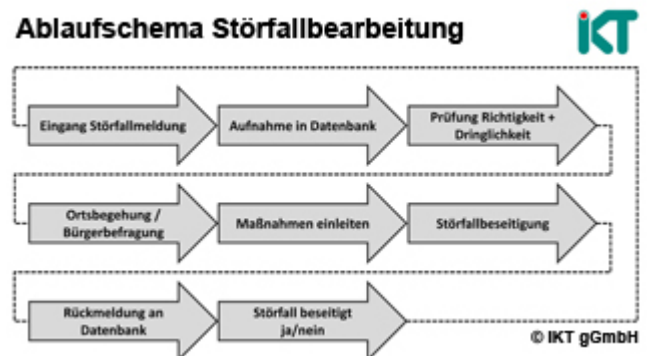 Ablaufschema Störfallbearbeitung
iKT
Eingang Störfallmeldung
Aufnahme in Datenbank
Prüfung Richtigkeit +
Dringlichkeit
Ortsbegehung /
Bürgerbefragung
Maßnahmen einleiten
Störfallbeseitigung
Rückmeldung an
Datenbank
Störfall beseitigt
ja/nein
© IKT gGmbH